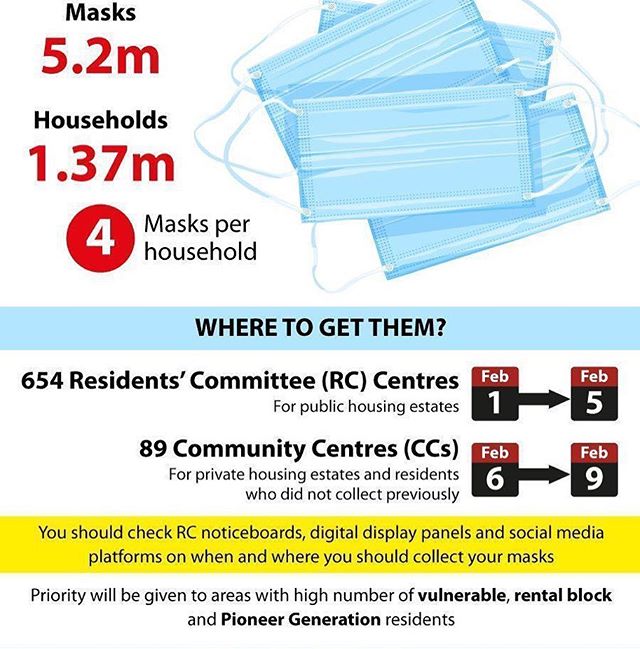 Masks
5.2m
Households
1.37m
4 Masks per
household
WHERE TO GET THEM?
654 Residents’ Committee (RC) Centres
For public housing estates
Feb
1
Feb
5
89 Community Centres (CCs)
For private housing estates and residents
who did not collect previously
Feb
6
Feb
9
You should check RC noticeboards, digital display panels and social media
platforms on when and where you should collect your masks
Priority will be given to areas with high number of vulnerable, rental block
and Pioneer Generation residents